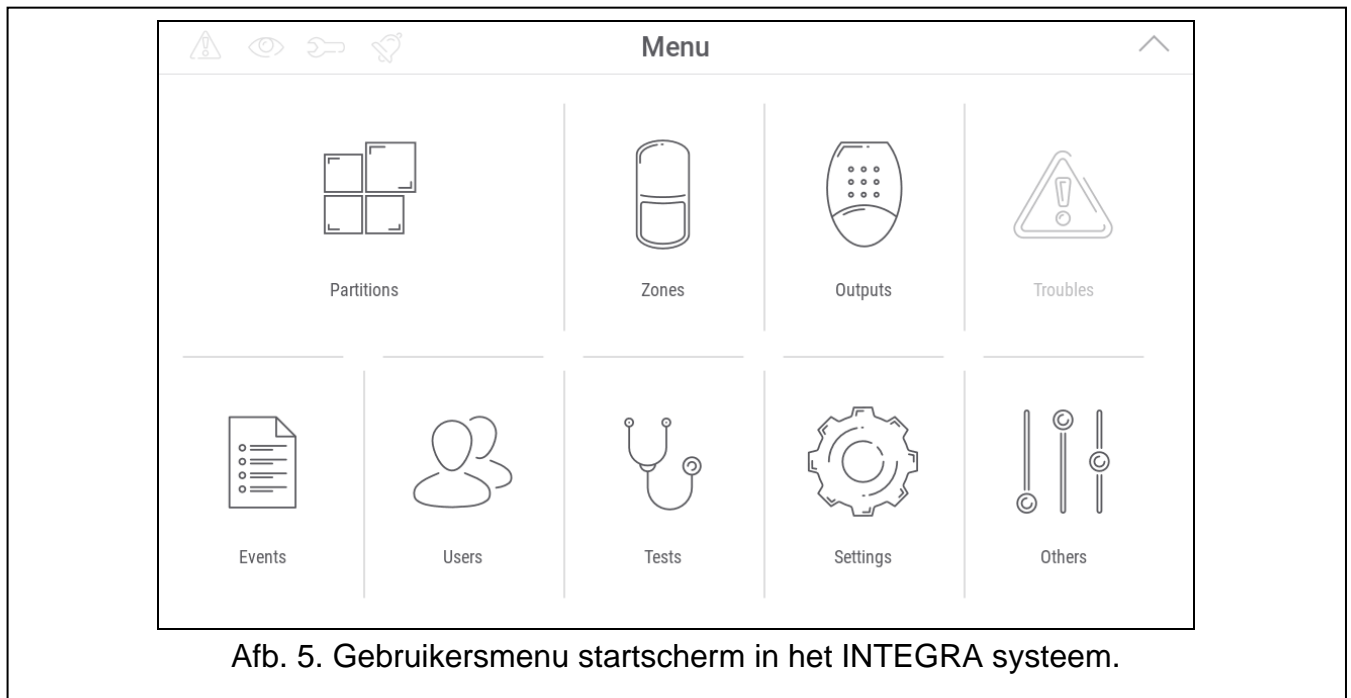 Menu
Partitions
Zones
Outputs
Troubles
Events
Users
Tests
Settings
Others
Afb. 5. Gebruikersmenu startscherm in het INTEGRA systeem.